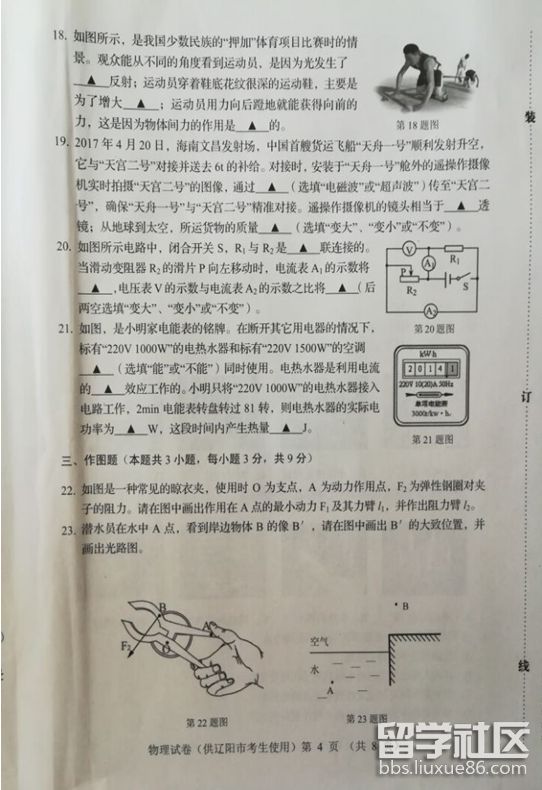 18. 如图所示，是我国少数民族的“押加”体育项目比赛时的情
景。观众能从不同的角度看到运动员，是因为光发生了
▲ 反射；运动员穿着鞋底花纹很深的运动鞋，主要是
为了增大 ▲ ；运动员用力向后蹬地就能获得向前的
力，这是因为物体间力的作用是 ▲ 的。
第18题图
19. 2017年4月20日，海南文昌发射场，中国首艘货运飞船“天舟一号”顺利发射升空，
它与“天宫二号”对接并送去6t的补给。对接时，安装于“天舟一号”舱外的遥操作摄像
机实时拍摄“天宫二号”的图像，通过 ▲ （选填“电磁波”或“超声波”）传至“天宫二
号”，确保“天舟一号”与“天宫二号”精准对接。遥操作摄像机的镜头相当于 ▲ 透
镜；从地球到太空，所运货物的质量 ▲ （选填“变大”、“变小”或“不变”）。
20. 如图所示电路中，闭合开关S，R₁与R₂是 ▲ 联连接的。
当滑动变阻器R₂的滑片P向左移动时，电流表A₁的示数将
▲ ,电压表V的示数与电流表A₂的示数之比将 ▲ （后
两空选填“变大”、“变小”或“不变”）。
V
A₁
R₁
P
R₂
S
A₂
第20题图
21. 如图，是小明家电能表的铭牌。在断开其它用电器的情况下，
标有“220V 1000W”的电热水器和标有“220V 1500W”的空调
▲ （选填“能”或“不能”）同时使用。电热水器是利用电流
的 ▲ 效应工作的。小明只将“220V 1000W”的电热水器接入
电路工作，2min 电能表转盘转过81转，则电热水器的实际电
功率为 ▲ W，这段时间内产生热量 ▲ J。
kW·h
2 0 1 4 1
220V 10(20)A 50Hz
单项电能表
3000r/kw·h
第21题图
三、作图题（本题共3小题，每小题3分，共9分）
22. 如图是一种常见的晾衣夹，使用时O为支点，A为动力作用点，F₂为弹性钢圈对夹
子的阻力。请在图中画出作用在A点的最小动力F₁及其力臂l₁，并作出阻力臂l₂。
23. 潜水员在水中A点，看到岸边物体B的像B′，请在图中画出B′的大致位置，并
画出光路图。
B
A
O
F₂
第22题图
B
空气
水
A
第23题图
物理试卷（供辽阳市考生使用）第 4 页 （共 8
装
订
线
留学社区
bbs.liuxue86.com